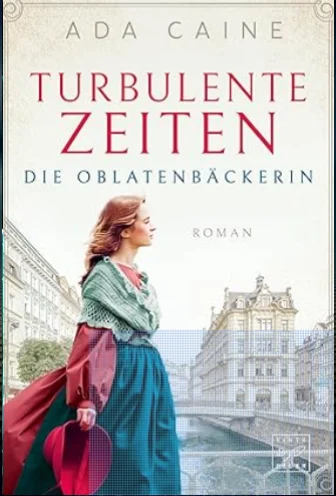 ADA CAINE
TURBULENTE
ZEITEN
DIE OBLATENBÄCKERIN
ROMAN